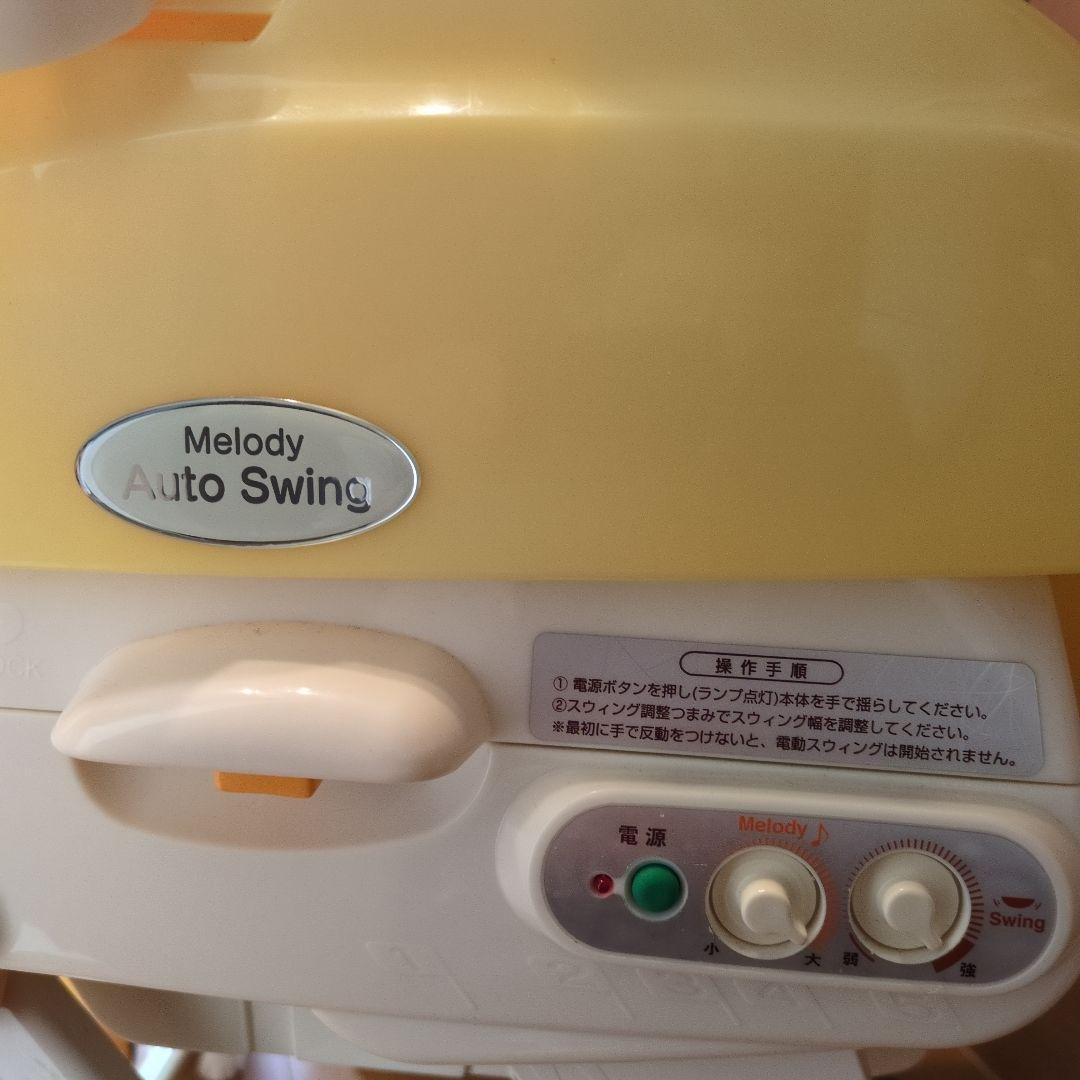 Melody
Auto Swing
操作手順
① 電源ボタンを押し(ランプ点灯)本体を手で揺らしてください。
②スウィング調整つまみでスウィング幅を調整してください。
※最初に手で反動をつけないと、電動スウィングは開始されません。
電源
Melody♪
小
大
弱
強
Swing
1 2 3 4 5